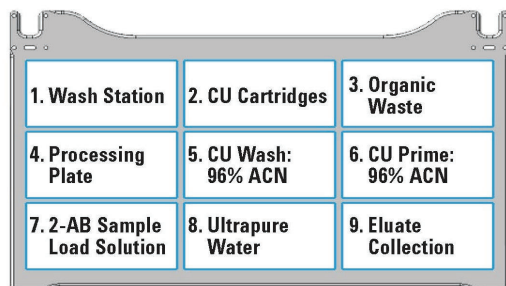 1. Wash Station
2. CU Cartridges
3. Organic
Waste
4. Processing
Plate
5. CU Wash:
96% ACN
6. CU Prime:
96% ACN
7. 2-AB Sample
Load Solution
8. Ultrapure
Water
9. Eluate
Collection